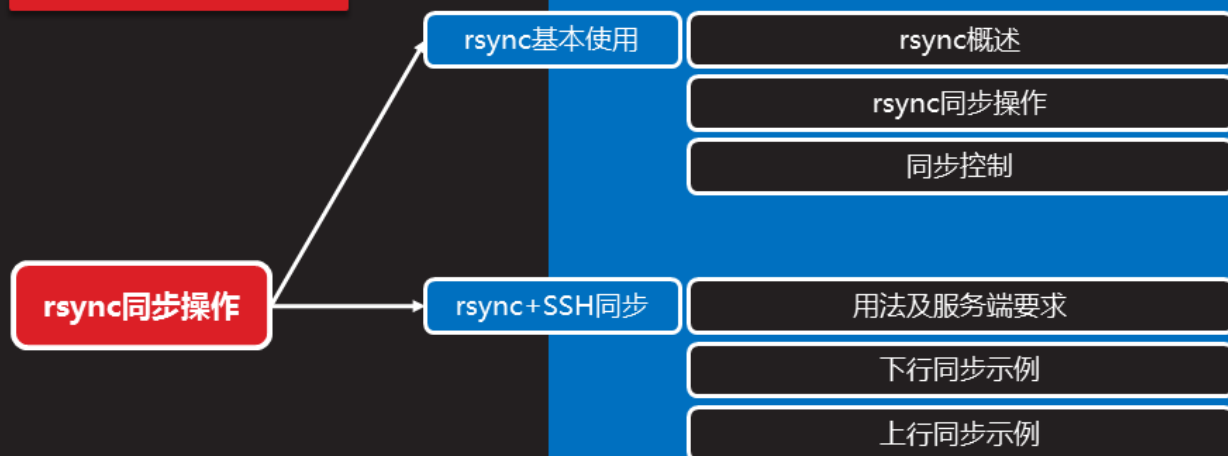 rsync同步操作
rsync基本使用
rsync概述
rsync同步操作
同步控制
rsync+SSH同步
用法及服务端要求
下行同步示例
上行同步示例